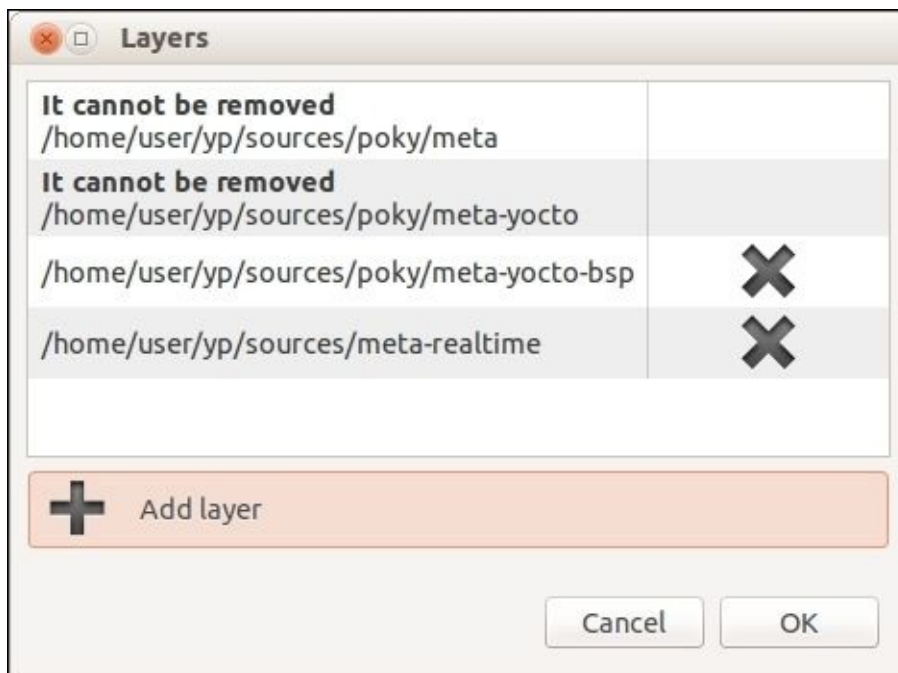 Layers
It cannot be removed
/home/user/yp/sources/poky/meta
It cannot be removed
/home/user/yp/sources/poky/meta-yocto
/home/user/yp/sources/poky/meta-yocto-bsp
/home/user/yp/sources/meta-realtime
Add layer
Cancel
OK